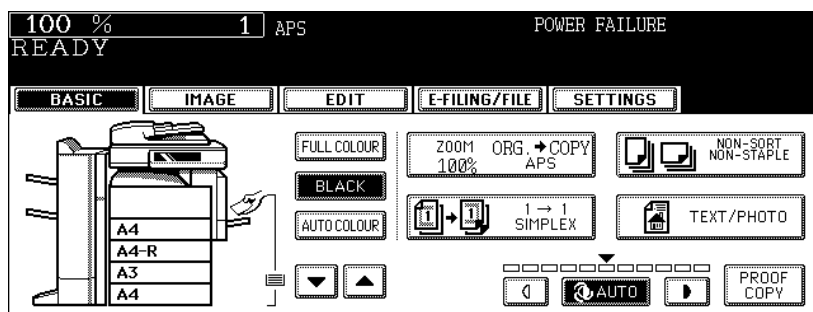 100 % 1 APS POWER FAILURE
READY
BASIC IMAGE EDIT E-FILING/FILE SETTINGS
A4
A4-R
A3
A4
FULL COLOUR
BLACK
AUTO COLOUR
ZOOM ORG. → COPY
100% APS
1 → 1
SIMPLEX
NON-SORT
NON-STAPLE
TEXT/PHOTO
AUTO
PROOF
COPY